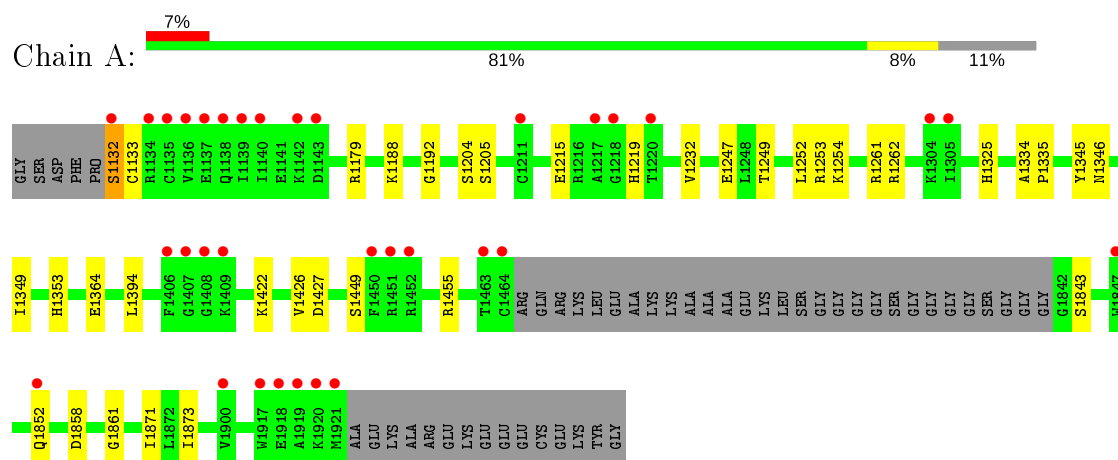 7%
Chain A:
81% 8% 11%
GLY SER ASP PHE PRO S1132 C1133 R1134 C1135 V1136 E1137 Q1138 I1139 I1140 E1141 K1142 D1143 R1179 K1188 G1192 S1204 S1205 C1211 E1215 R1216 A1217 G1218 H1219 T1220 V1232 E1247 L1248 T1249 L1252 R1253 K1254 R1261 R1262 K1304 I1305 H1325 A1334 P1335 Y1345 N1346
I1349 H1353 E1364 L1394 F1406 G1407 G1408 K1409 K1422 V1426 D1427 S1449 F1450 R1451 R1452 R1455 T1463 C1464 ARG GLN ARG LYS LEU GLU ALA LYS LYS ALA ALA ALA GLU LYS LEU SER GLY GLY GLY GLY SER GLY GLY GLY GLY SER GLY GLY GLY G1842 S1843 W1847
Q1852 D1858 G1861 I1871 L1872 I1873 V1900 W1917 E1918 A1919 K1920 M1921 ALA GLU LYS ALA ARG GLU LYS GLU GLU GLU CYS GLU LYS TYR GLY